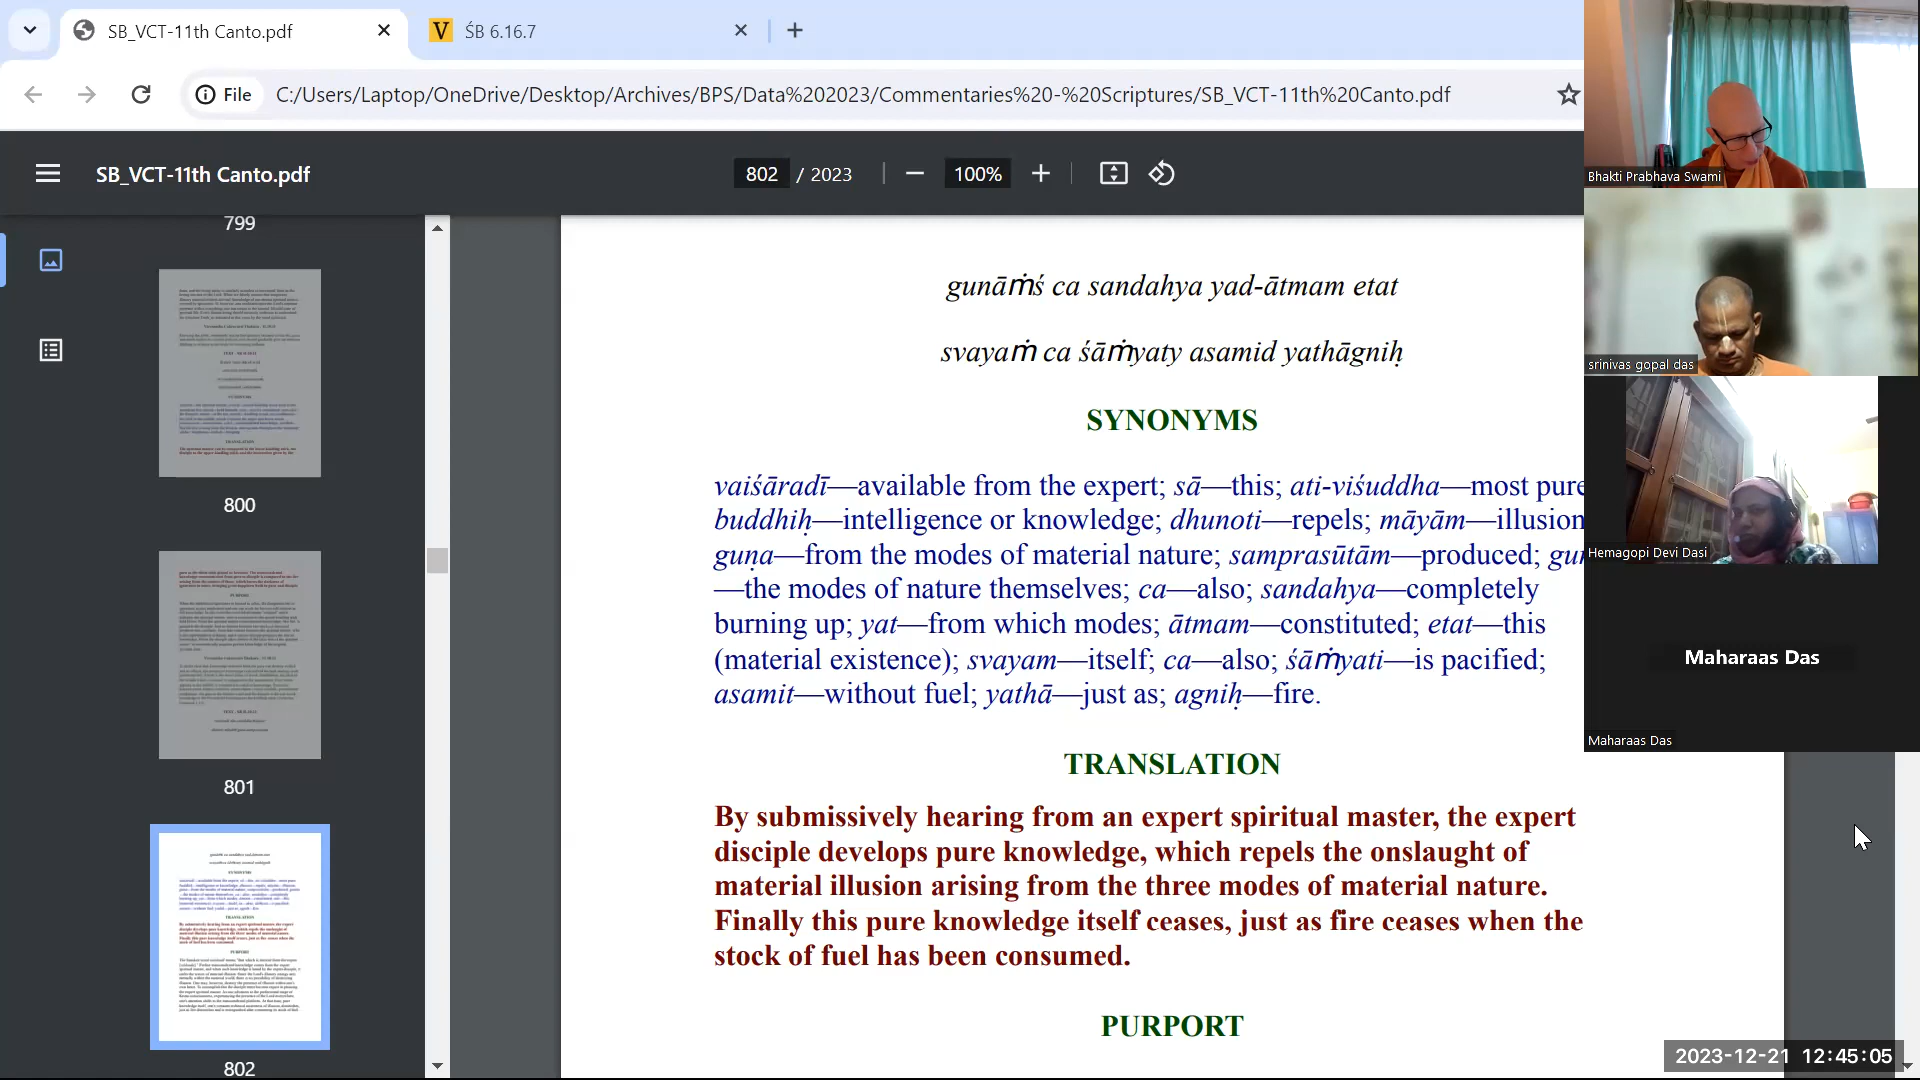 SB_VCT-11th Canto.pdf
V ŚB 6.16.7
File C:/Users/Laptop/OneDrive/Desktop/Archives/BPS/Data%202023/Commentaries%20-%20Scriptures/SB_VCT-11th%20Canto.pdf
SB_VCT-11th Canto.pdf
802 / 2023
100%
799
800
801
802
gunāṁś ca sandahya yad-ātmam etat
svayaṁ ca śāṁyaty asamid yathāgniḥ
SYNONYMS
vaiśāradī—available from the expert; sā—this; ati-viśuddha—most pure
buddhiḥ—intelligence or knowledge; dhunoti—repels; māyām—illusion
guṇa—from the modes of material nature; samprasūtām—produced;
—the modes of nature themselves; ca—also; sandahya—completely
burning up; yat—from which modes; ātmam—constituted; etat—this
(material existence); svayam—itself; ca—also; śāṁyati—is pacified;
asamit—without fuel; yathā—just as; agniḥ—fire.
TRANSLATION
By submissively hearing from an expert spiritual master, the expert
disciple develops pure knowledge, which repels the onslaught of
material illusion arising from the three modes of material nature.
Finally this pure knowledge itself ceases, just as fire ceases when the
stock of fuel has been consumed.
PURPORT
Bhakti Prabhava Swami
srinivas gopal das
Hemagopi Devi Dasi
Maharaas Das
Maharaas Das
2023-12-21 12:45:05